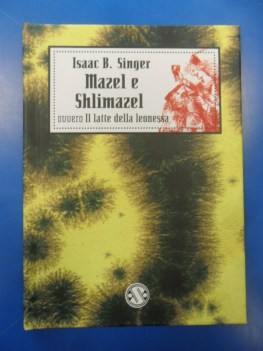 Isaac B. Singer
Mazel e
Shlimazel
ovvero Il latte della leonessa